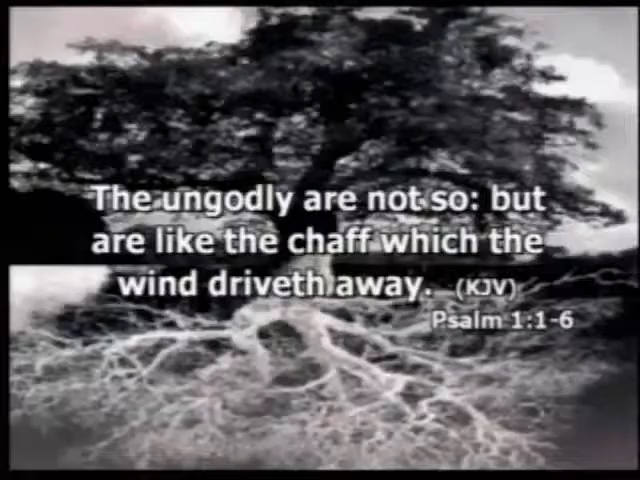 The ungodly are not so: but
are like the chaff which the
wind driveth away. (KJV)
Psalm 1:1-6